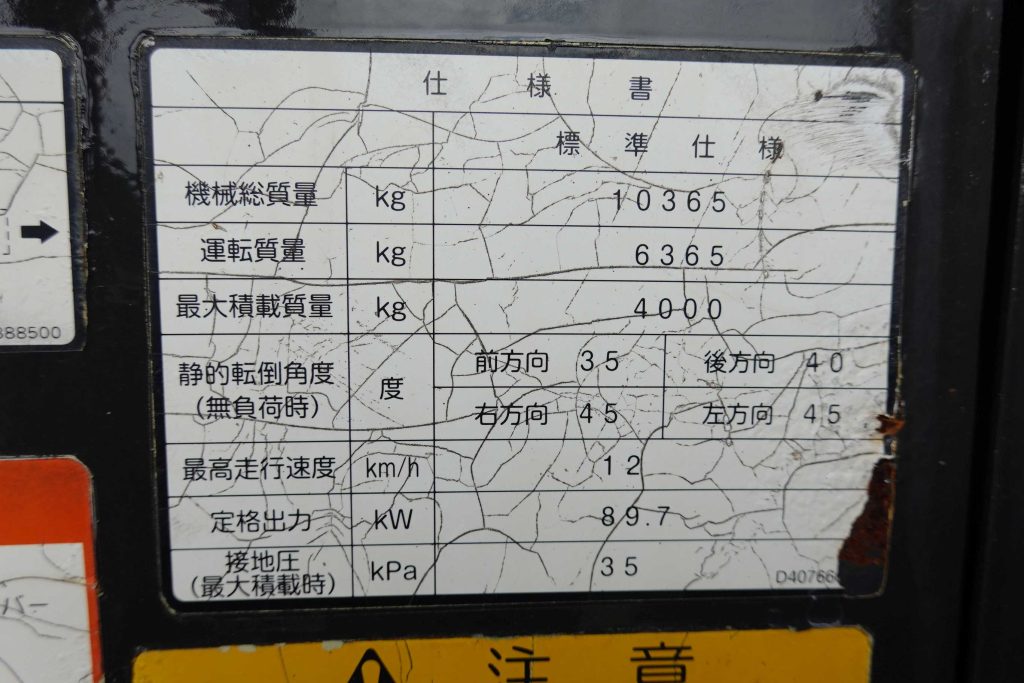 仕様書
標準仕様
機械総質量 kg 10365
運転質量 kg 6365
最大積載質量 kg 4000
静的転倒角度 度 前方向 35 後方向 40
(無負荷時) 右方向 45 左方向 45
最高走行速度 km/h 12
定格出力 kW 89.7
接地圧 kPa 35
(最大積載時)
D40766
88500
バー
注意